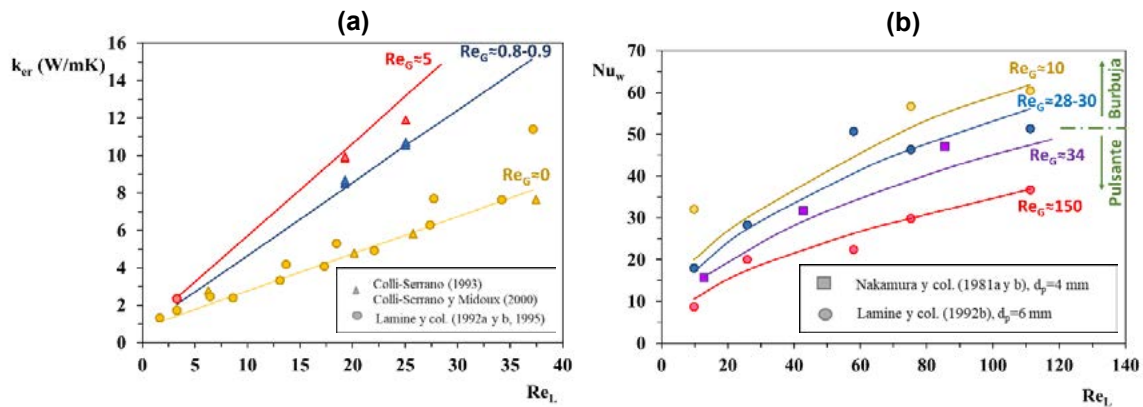 (a)
k_er (W/mK)
16
14
12
10
8
6
4
2
0
Re_G≈5
Re_G≈0.8-0.9
Re_G≈0
Colli-Serrano (1993)
Colli-Serrano y Midoux (2000)
Lamine y col. (1992a y b, 1995)
0 5 10 15 20 25 30 35 40
Re_L
(b)
Nu_w
70
60
50
40
30
20
10
0
Re_G≈10
Re_G≈28-30
Re_G≈34
Re_G≈150
Burbuja
Pulsante
Nakamura y col. (1981a y b), d_p=4 mm
Lamine y col. (1992b), d_p=6 mm
0 20 40 60 80 100 120 140
Re_L